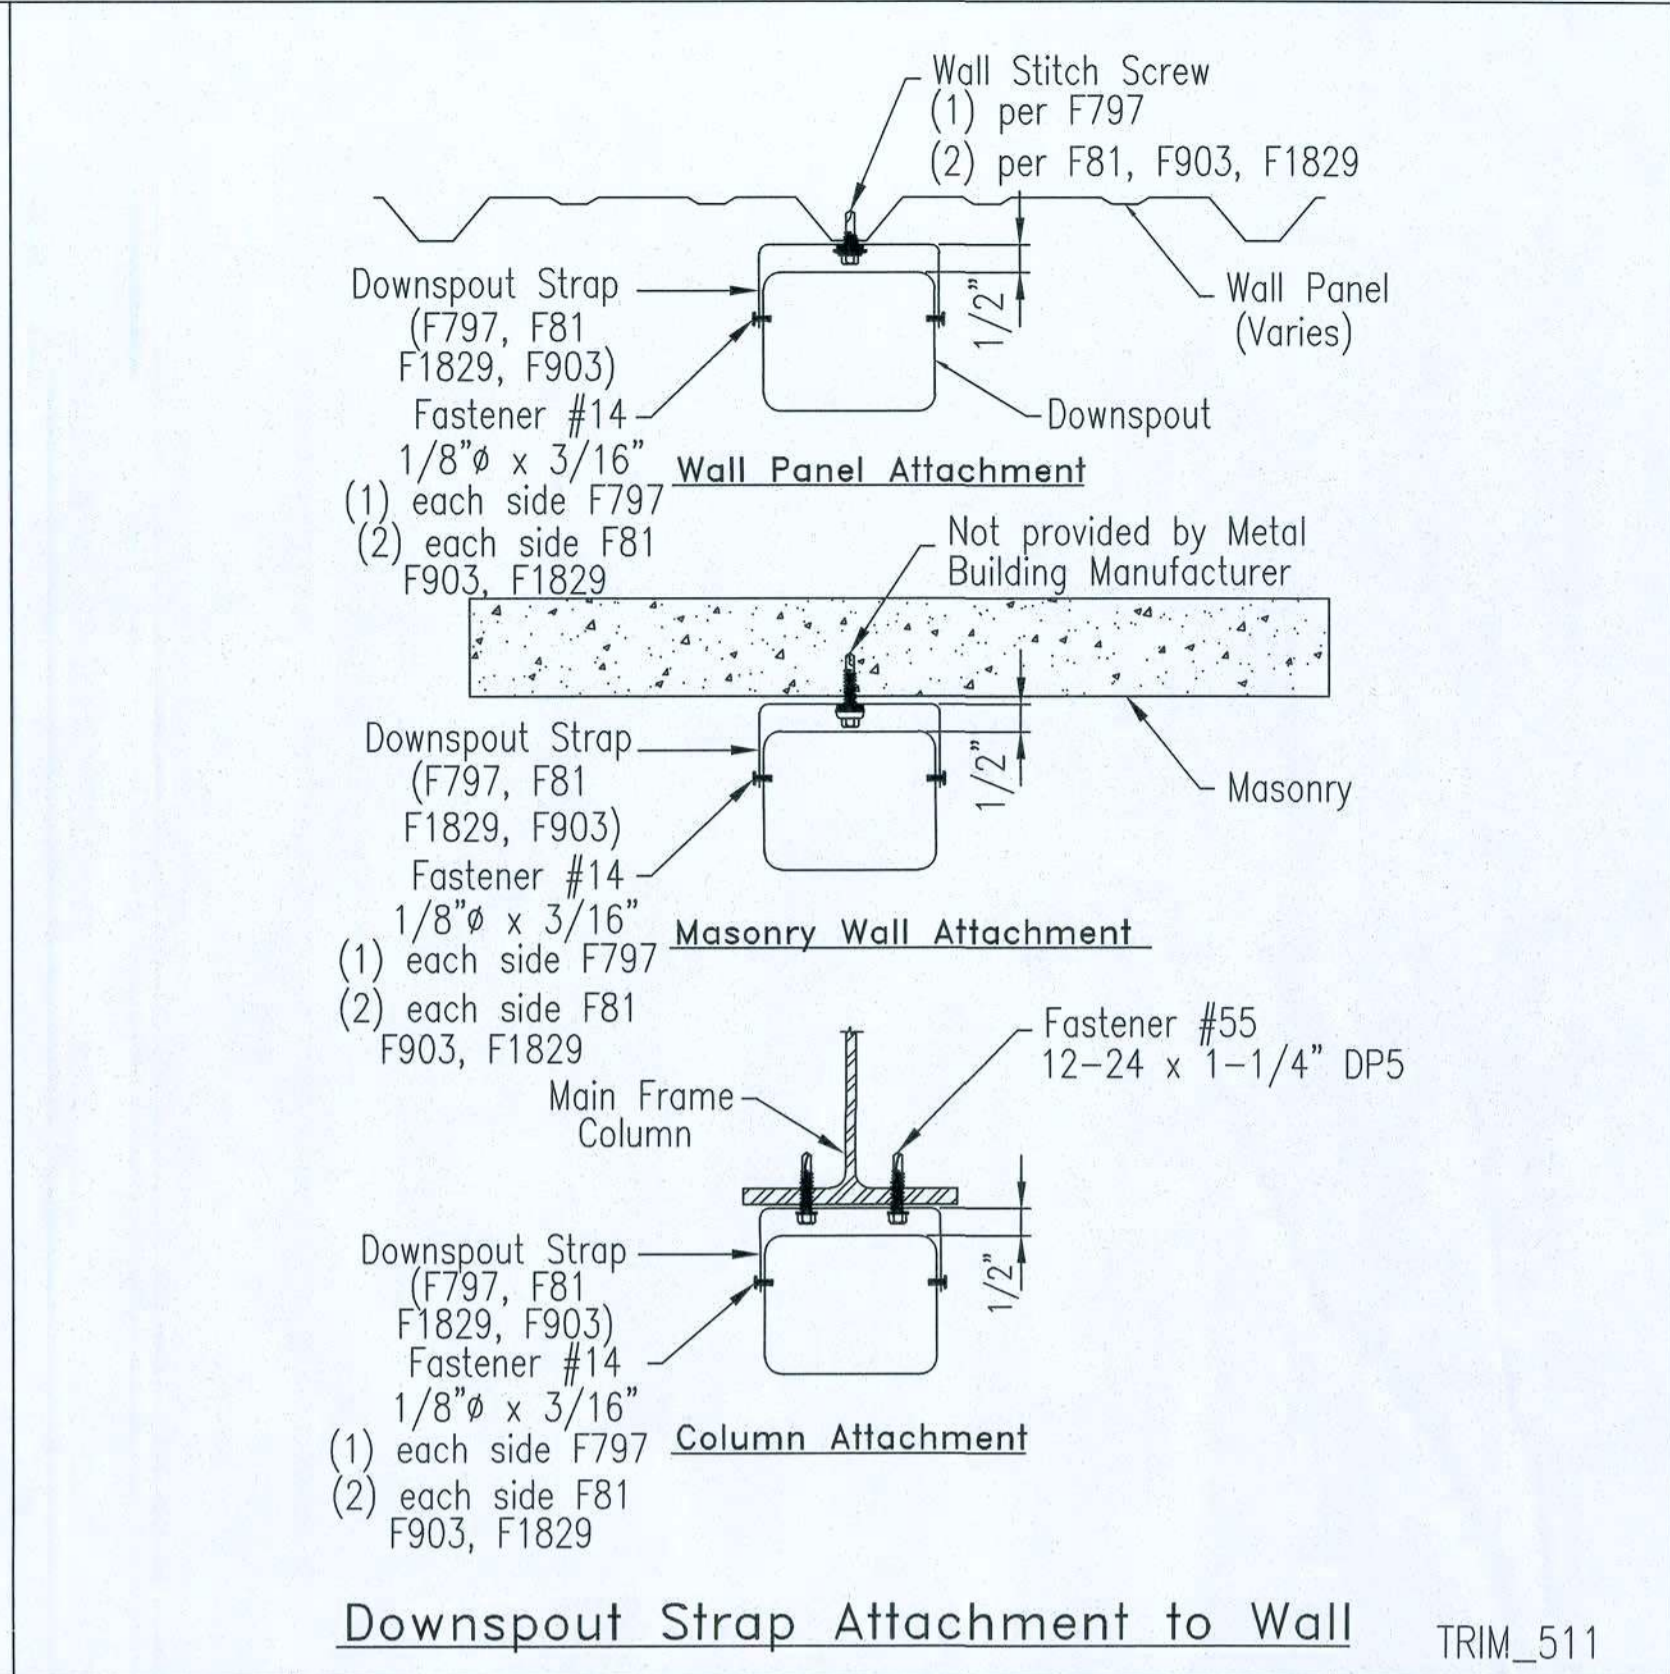 Wall Stitch Screw
(1) per F797
(2) per F81, F903, F1829
Downspout Strap
(F797, F81
F1829, F903)
Fastener #14
1/8"ø x 3/16"
(1) each side F797
(2) each side F81
F903, F1829
1/2"
Wall Panel
(Varies)
Downspout
Wall Panel Attachment
Not provided by Metal
Building Manufacturer
Downspout Strap
(F797, F81
F1829, F903)
Fastener #14
1/8"ø x 3/16"
(1) each side F797
(2) each side F81
F903, F1829
1/2"
Masonry
Masonry Wall Attachment
Fastener #55
12-24 x 1-1/4" DP5
Main Frame
Column
Downspout Strap
(F797, F81
F1829, F903)
Fastener #14
1/8"ø x 3/16"
(1) each side F797
(2) each side F81
F903, F1829
1/2"
Column Attachment
Downspout Strap Attachment to Wall
TRIM_511